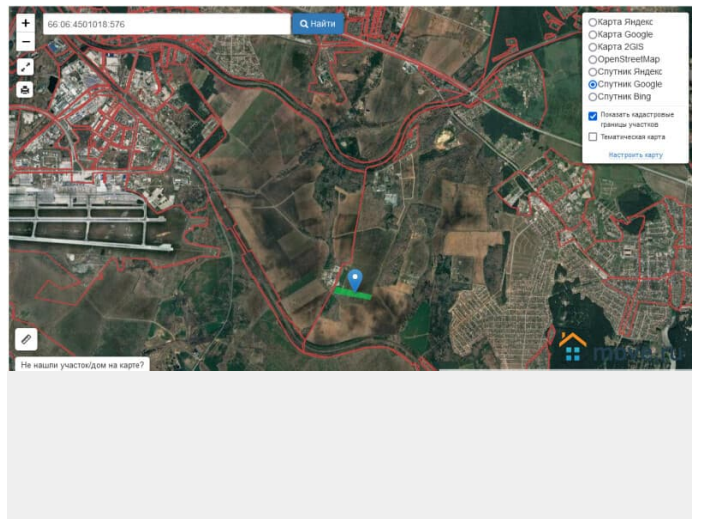 +
66:06:4501018:576
Найти
−
Карта Яндекс
Карта Google
Карта 2GIS
OpenStreetMap
Спутник Яндекс
Спутник Google
Спутник Bing
Показать кадастровые
границы участков
Тематическая карта
Настроить карту
Не нашли участок/дом на карте?